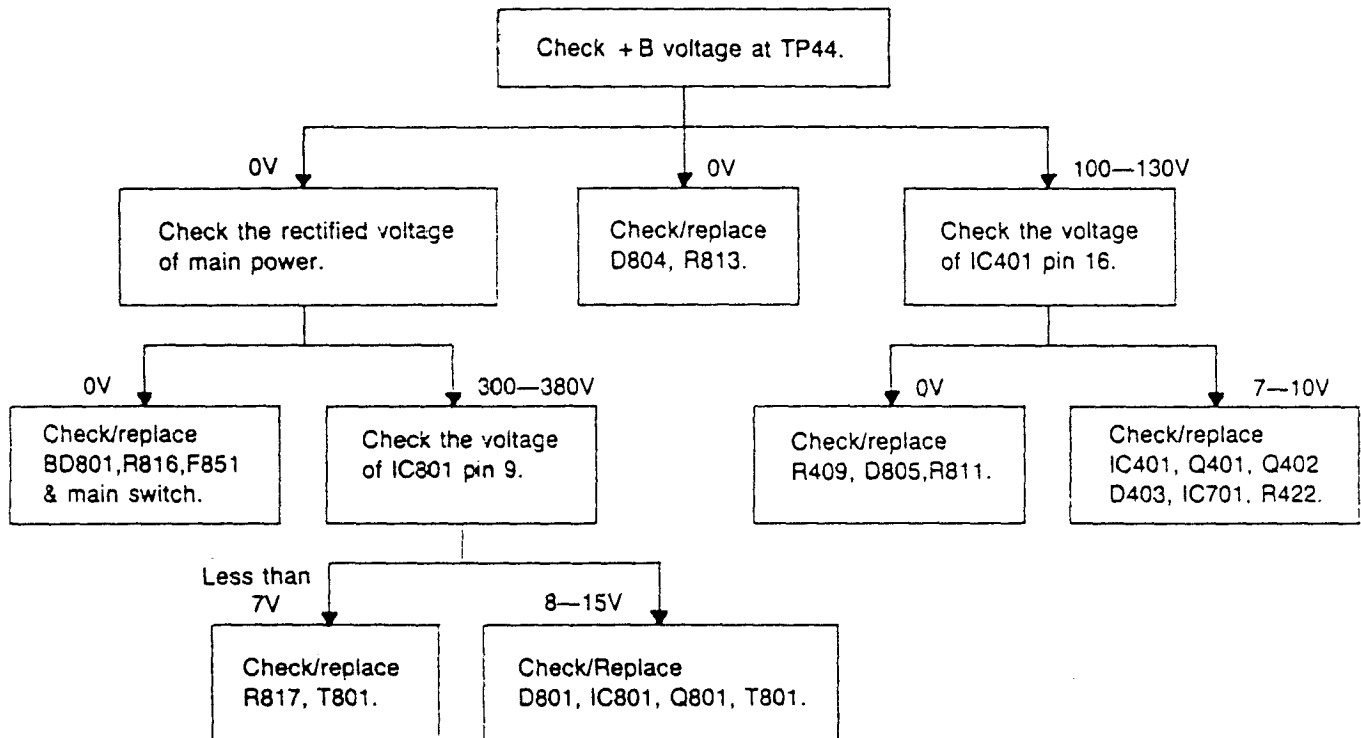 Check +B voltage at TP44.
0V
0V
100—130V
Check the rectified voltage
of main power.
Check/replace
D804, R813.
Check the voltage
of IC401 pin 16.
0V
300—380V
0V
7—10V
Check/replace
BD801,R816,F851
& main switch.
Check the voltage
of IC801 pin 9.
Check/replace
R409, D805,R811.
Check/replace
IC401, Q401, Q402
D403, IC701, R422.
Less than
7V
8—15V
Check/replace
R817, T801.
Check/Replace
D801, IC801, Q801, T801.